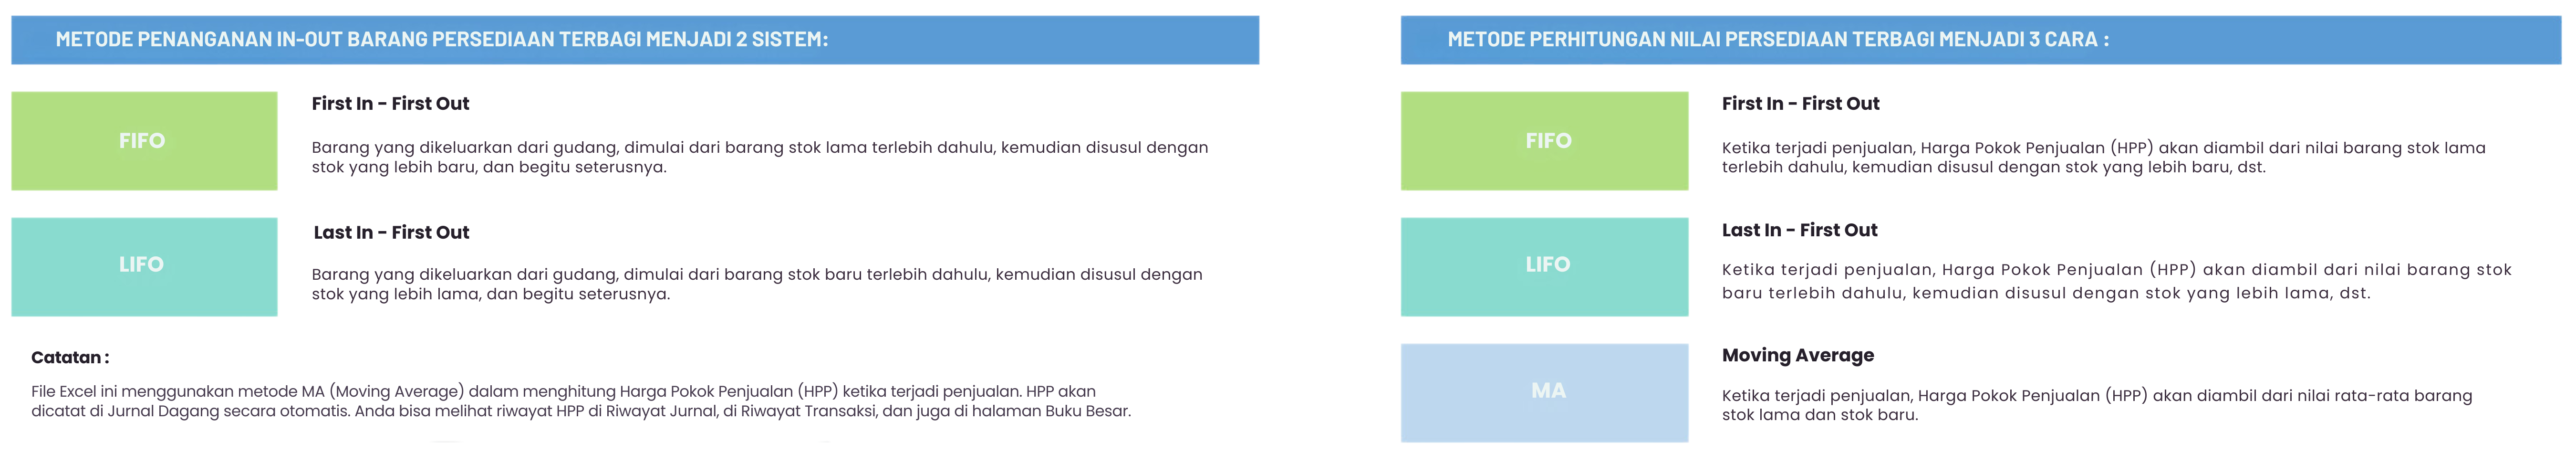 METODE PENANGANAN IN-OUT BARANG PERSEDIAAN TERBAGI MENJADI 2 SISTEM:
FIFO
First In - First Out
Barang yang dikeluarkan dari gudang, dimulai dari barang stok lama terlebih dahulu, kemudian disusul dengan
stok yang lebih baru, dan begitu seterusnya.
LIFO
Last In - First Out
Barang yang dikeluarkan dari gudang, dimulai dari barang stok baru terlebih dahulu, kemudian disusul dengan
stok yang lebih lama, dan begitu seterusnya.
Catatan :
File Excel ini menggunakan metode MA (Moving Average) dalam menghitung Harga Pokok Penjualan (HPP) ketika terjadi penjualan. HPP akan
dicatat di Jurnal Dagang secara otomatis. Anda bisa melihat riwayat HPP di Riwayat Jurnal, di Riwayat Transaksi, dan juga di halaman Buku Besar.
METODE PERHITUNGAN NILAI PERSEDIAAN TERBAGI MENJADI 3 CARA :
FIFO
First In - First Out
Ketika terjadi penjualan, Harga Pokok Penjualan (HPP) akan diambil dari nilai barang stok lama
terlebih dahulu, kemudian disusul dengan stok yang lebih baru, dst.
LIFO
Last In - First Out
Ketika terjadi penjualan, Harga Pokok Penjualan (HPP) akan diambil dari nilai barang stok
baru terlebih dahulu, kemudian disusul dengan stok yang lebih lama, dst.
MA
Moving Average
Ketika terjadi penjualan, Harga Pokok Penjualan (HPP) akan diambil dari nilai rata-rata barang
stok lama dan stok baru.